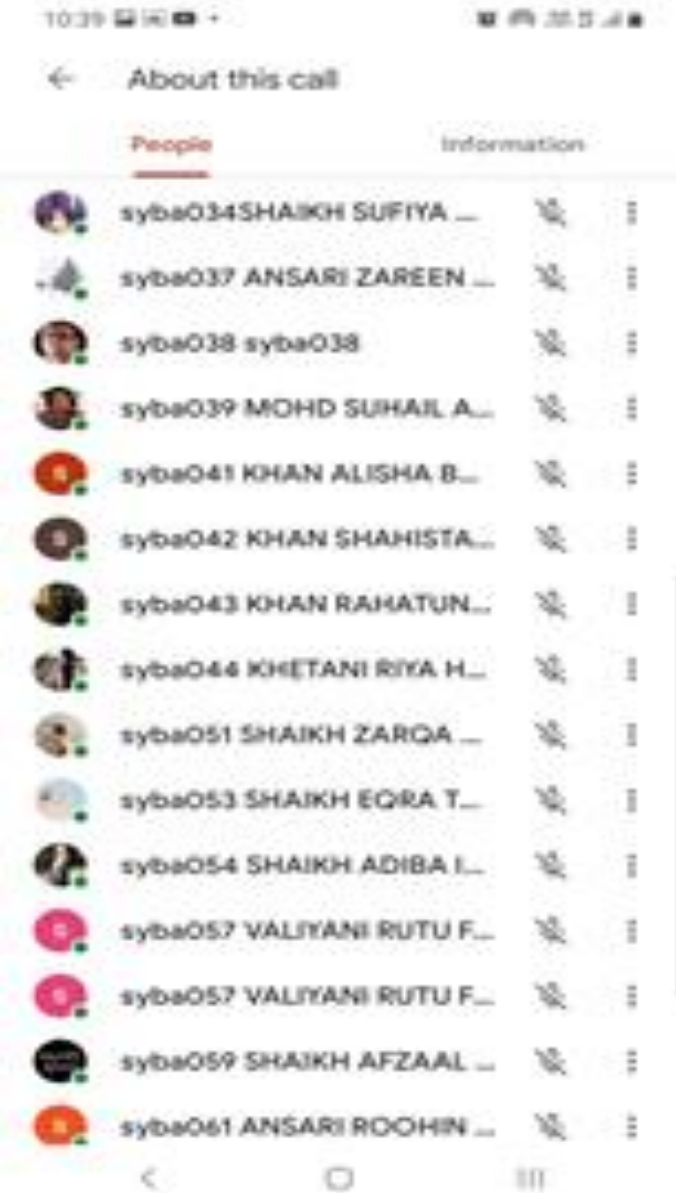 10:39
About this call
People
Information
syba034SHAIKH SUFIYA ...
syba037 ANSARI ZAREEN ...
syba038 syba038
syba039 MOHD SUHAIL A...
syba041 KHAN ALISHA B...
syba042 KHAN SHAHISTA...
syba043 KHAN RAHATUN...
syba044 KHETANI RIYA H...
syba051 SHAIKH ZARQA ...
syba053 SHAIKH EQRA T...
syba054 SHAIKH ADIBA I...
syba057 VALIYANI RUTU F...
syba057 VALIYANI RUTU F...
syba059 SHAIKH AFZAAL ...
syba061 ANSARI ROOHIN ...